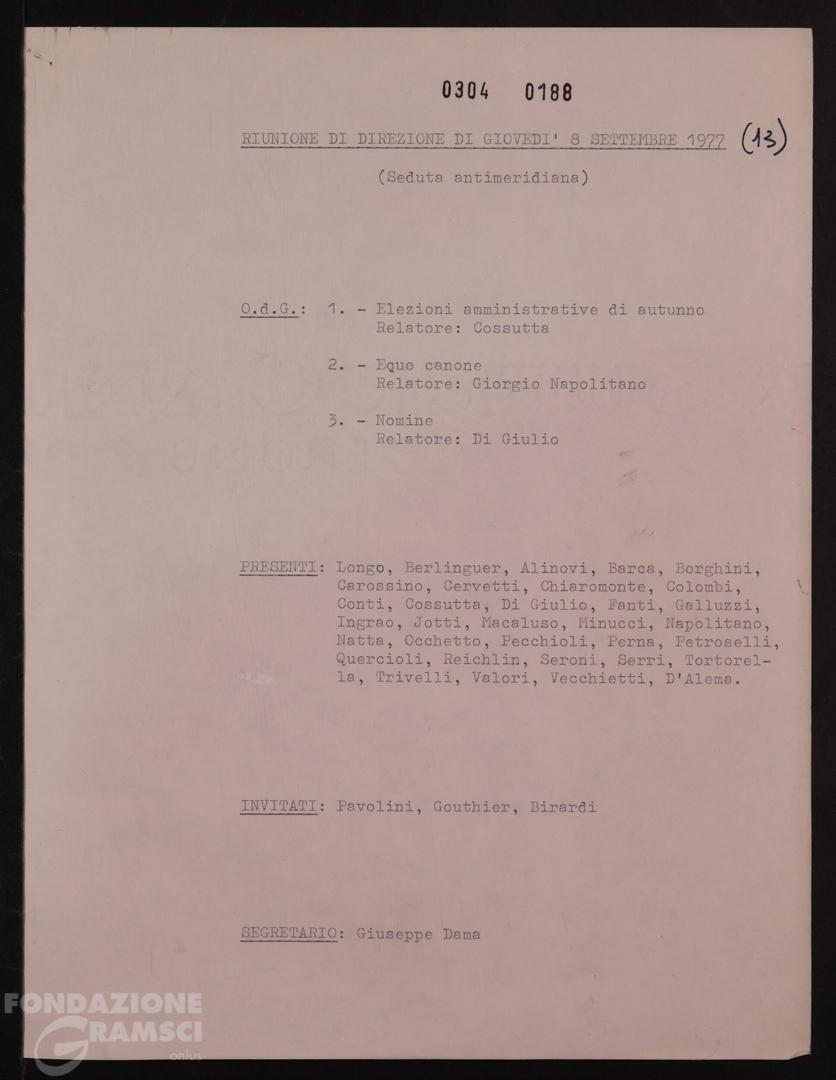 0304 0188
RIUNIONE DI DIREZIONE DI GIOVEDI' 8 SETTEMBRE 1977 (13)
(Seduta antimeridiana)
O.d.G.: 1. - Elezioni amministrative di autunno
Relatore: Cossutta
2. - Equo canone
Relatore: Giorgio Napolitano
3. - Nomine
Relatore: Di Giulio
PRESENTI: Longo, Berlinguer, Alinovi, Barca, Borghini,
Carossino, Cervetti, Chiaromonte, Colombi,
Conti, Cossutta, Di Giulio, Fanti, Galluzzi,
Ingrao, Jotti, Macaluso, Minucci, Napolitano,
Natta, Occhetto, Pecchioli, Perna, Petroselli,
Quercioli, Reichlin, Seroni, Serri, Tortorel-
la, Trivelli, Valori, Vecchietti, D'Alema.
INVITATI: Pavolini, Gouthier, Birardi
SEGRETARIO: Giuseppe Dama
FONDAZIONE
GRAMSCI
onlus